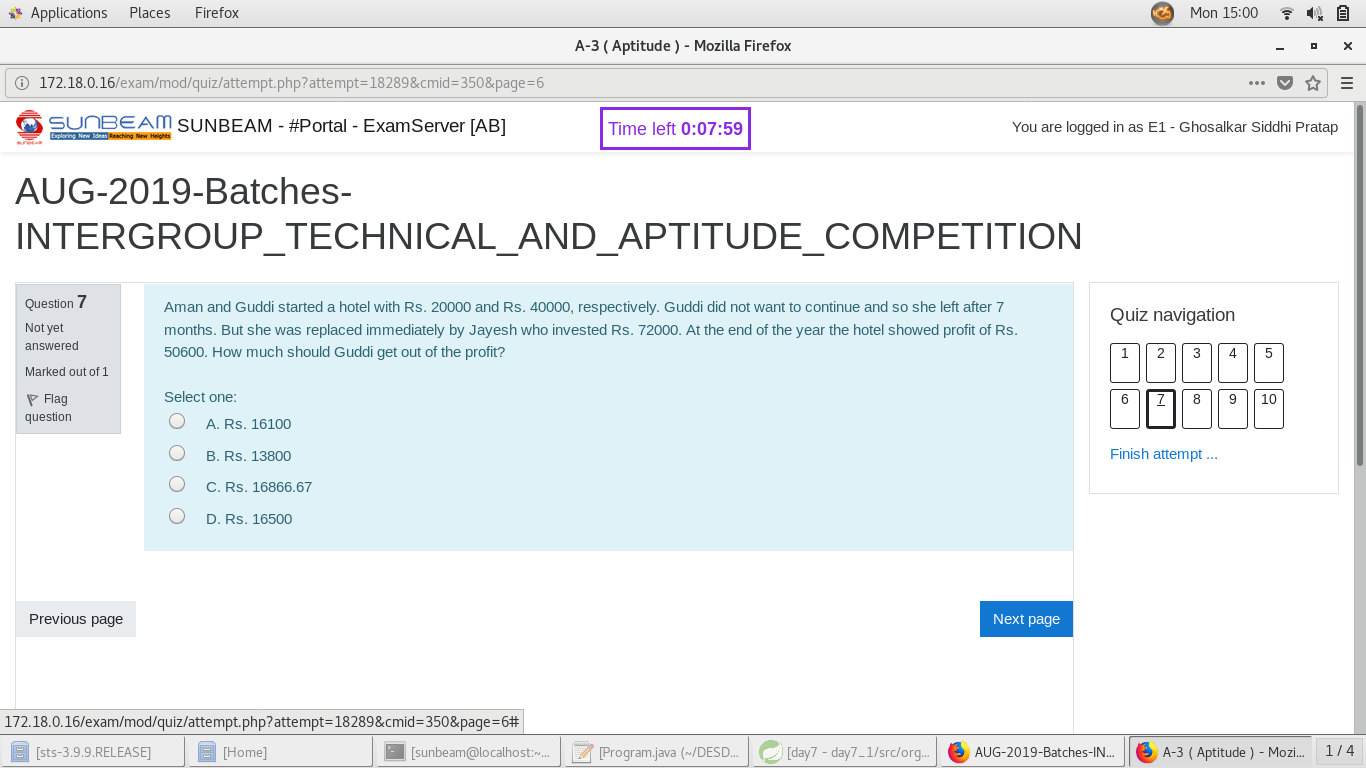 Applications Places Firefox Mon 15:00
A-3 ( Aptitude ) - Mozilla Firefox
172.18.0.16/exam/mod/quiz/attempt.php?attempt=18289&cmid=350&page=6
SUNBEAM
Exploring New Ideas Reaching New Heights
SUNBEAM - #Portal - ExamServer [AB]
Time left 0:07:59
You are logged in as E1 - Ghosalkar Siddhi Pratap
AUG-2019-Batches-
INTERGROUP_TECHNICAL_AND_APTITUDE_COMPETITION
Question 7
Not yet
answered
Marked out of 1
Flag
question
Aman and Guddi started a hotel with Rs. 20000 and Rs. 40000, respectively. Guddi did not want to continue and so she left after 7
months. But she was replaced immediately by Jayesh who invested Rs. 72000. At the end of the year the hotel showed profit of Rs.
50600. How much should Guddi get out of the profit?
Select one:
A. Rs. 16100
B. Rs. 13800
C. Rs. 16866.67
D. Rs. 16500
Quiz navigation
1 2 3 4 5
6 7 8 9 10
Finish attempt ...
Previous page
Next page
172.18.0.16/exam/mod/quiz/attempt.php?attempt=18289&cmid=350&page=6#
[sts-3.9.9.RELEASE] [Home] [sunbeam@localhost:~... [Program.java (~/DESD... [day7 - day7_1/src/org... AUG-2019-Batches-IN... A-3 ( Aptitude ) - Mozi... 1 / 4